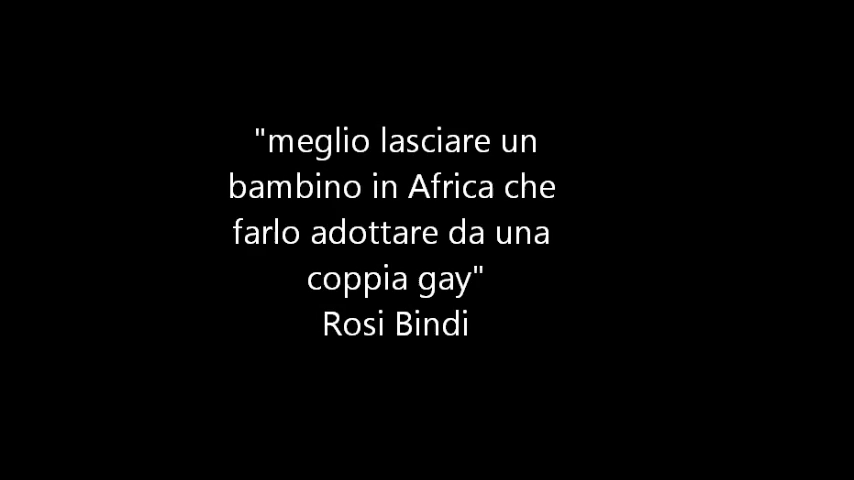 "meglio lasciare un
bambino in Africa che
farlo adottare da una
coppia gay"
Rosi Bindi